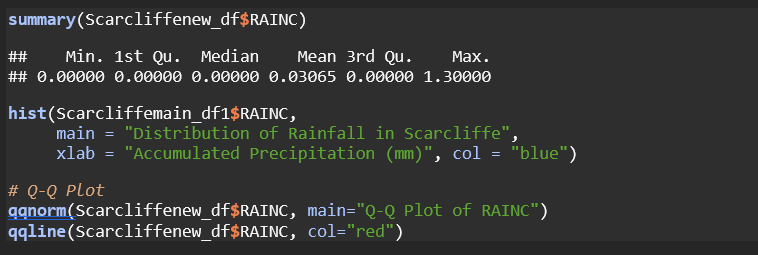 summary(Scarcliffenew_df$RAINC)
##    Min. 1st Qu.  Median    Mean 3rd Qu.    Max.
## 0.00000 0.00000 0.00000 0.03065 0.00000 1.30000
hist(Scarcliffemain_df1$RAINC,
     main = "Distribution of Rainfall in Scarcliffe",
     xlab = "Accumulated Precipitation (mm)", col = "blue")
# Q-Q Plot
qqnorm(Scarcliffenew_df$RAINC, main="Q-Q Plot of RAINC")
qqline(Scarcliffenew_df$RAINC, col="red")